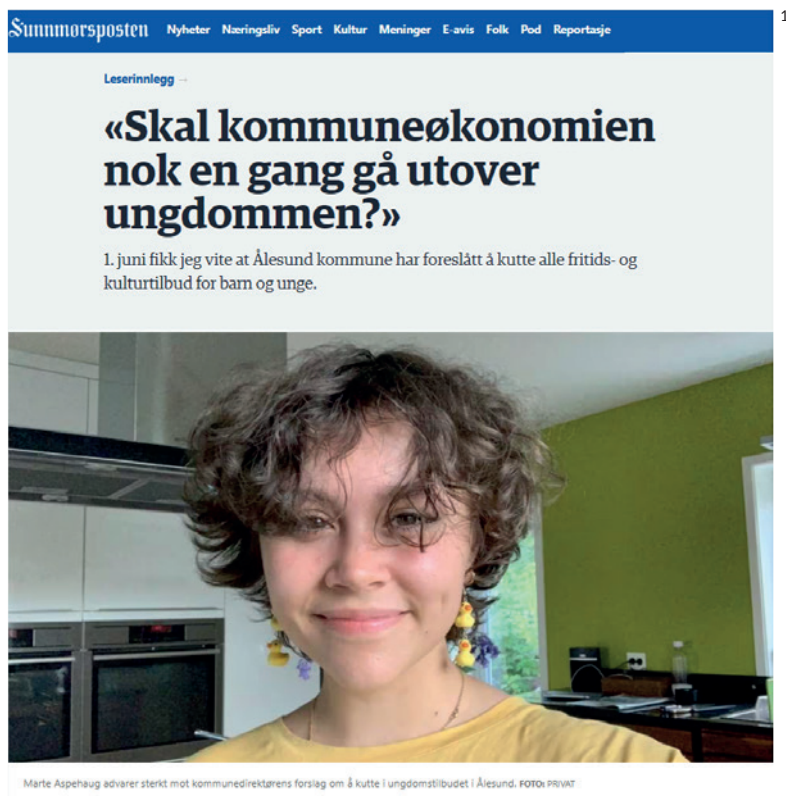 Sunnmørsposten Nyheter Næringsliv Sport Kultur Meninger E-avis Folk Pod Reportasje
1
Leserinnlegg →
«Skal kommuneøkonomien
nok en gang gå utover
ungdommen?»
1. juni fikk jeg vite at Ålesund kommune har foreslått å kutte alle fritids- og
kulturtilbud for barn og unge.
Marte Aspehaug advarer sterkt mot kommunedirektørens forslag om å kutte i ungdomstilbudet i Ålesund. FOTO: PRIVAT